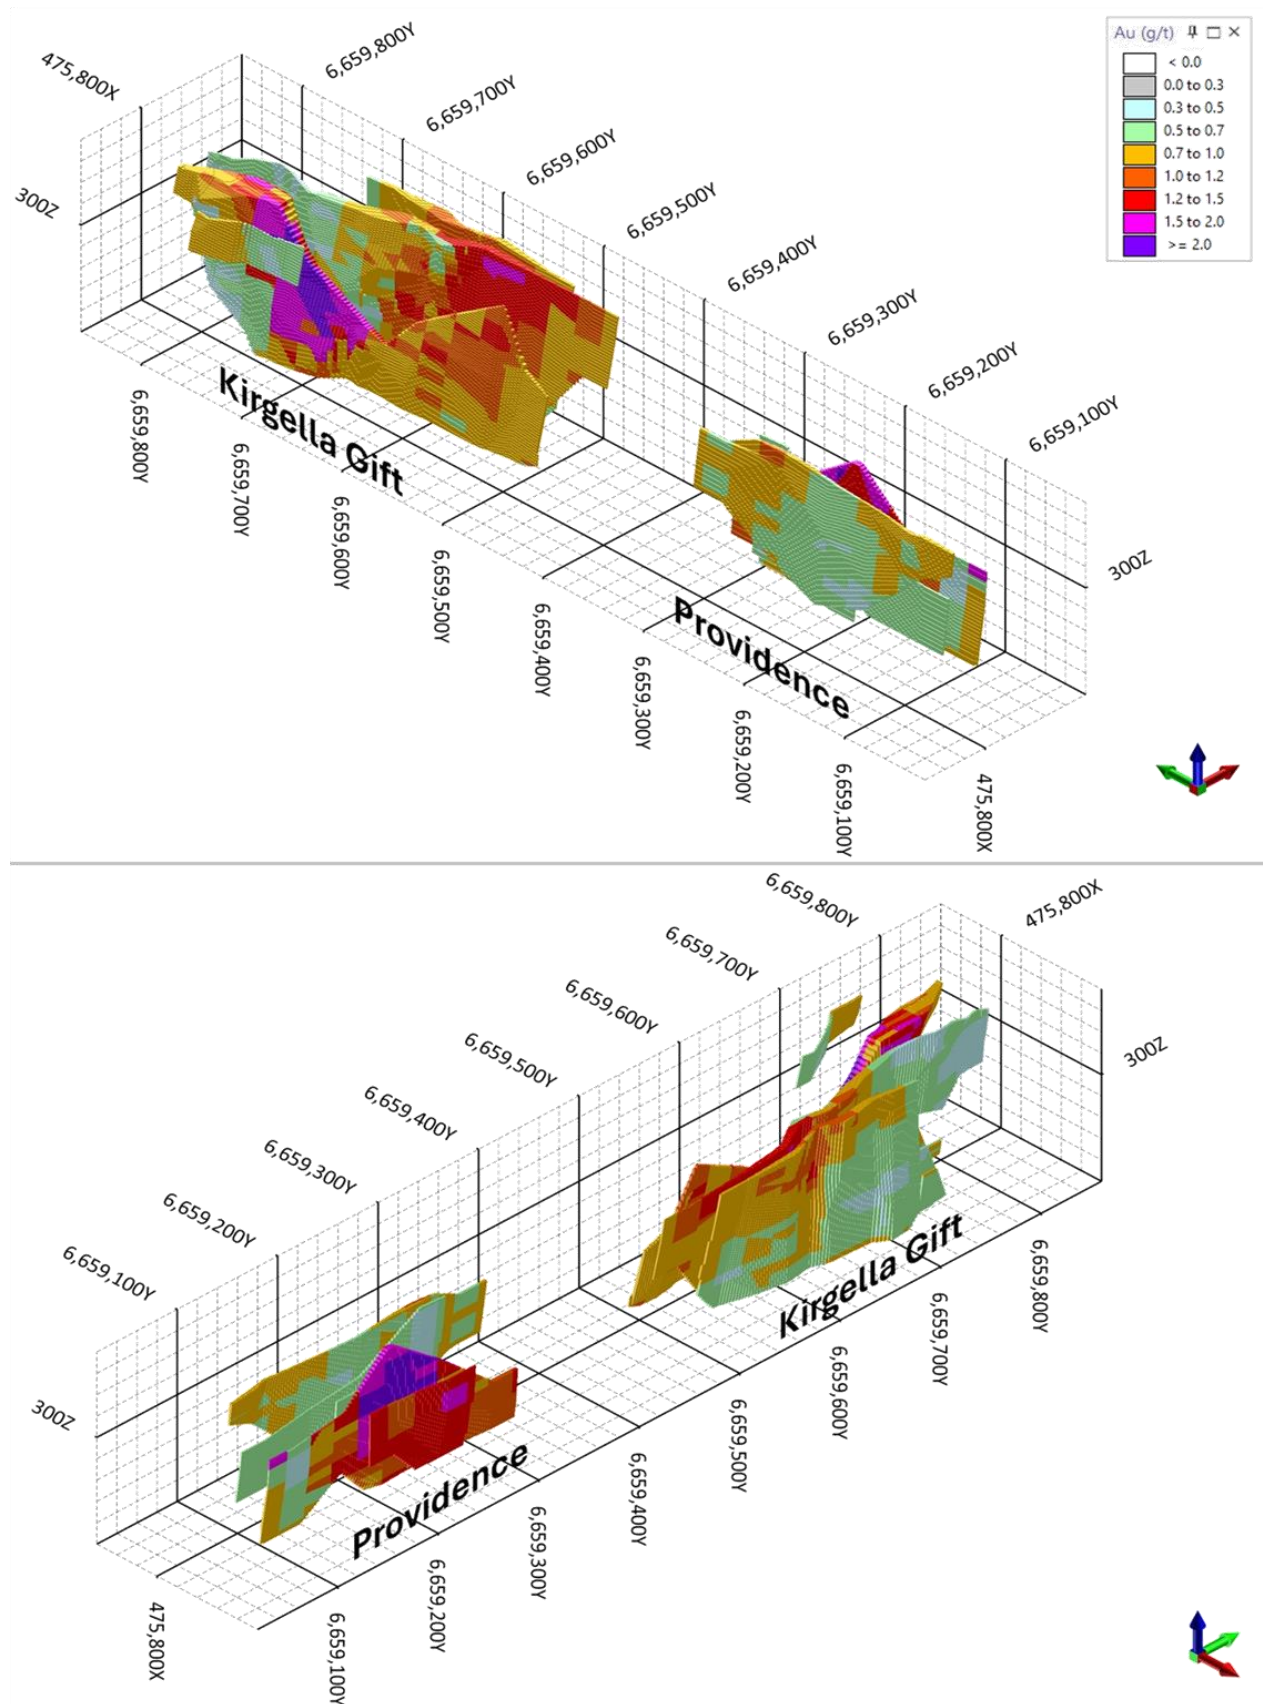 Au (g/t)
< 0.0
0.0 to 0.3
0.3 to 0.5
0.5 to 0.7
0.7 to 1.0
1.0 to 1.2
1.2 to 1.5
1.5 to 2.0
>= 2.0
475,800X
6,659,800Y
6,659,700Y
6,659,600Y
6,659,500Y
6,659,400Y
6,659,300Y
6,659,200Y
6,659,100Y
300Z
300Z
Kirgella Gift
Providence
6,659,800Y
6,659,700Y
6,659,600Y
6,659,500Y
6,659,400Y
6,659,300Y
6,659,200Y
6,659,100Y
475,800X
6,659,800Y
475,800X
6,659,700Y
6,659,600Y
6,659,500Y
6,659,400Y
6,659,300Y
6,659,200Y
6,659,100Y
300Z
300Z
Kirgella Gift
Providence
6,659,800Y
6,659,700Y
6,659,600Y
6,659,500Y
6,659,400Y
6,659,300Y
6,659,200Y
6,659,100Y
475,800X